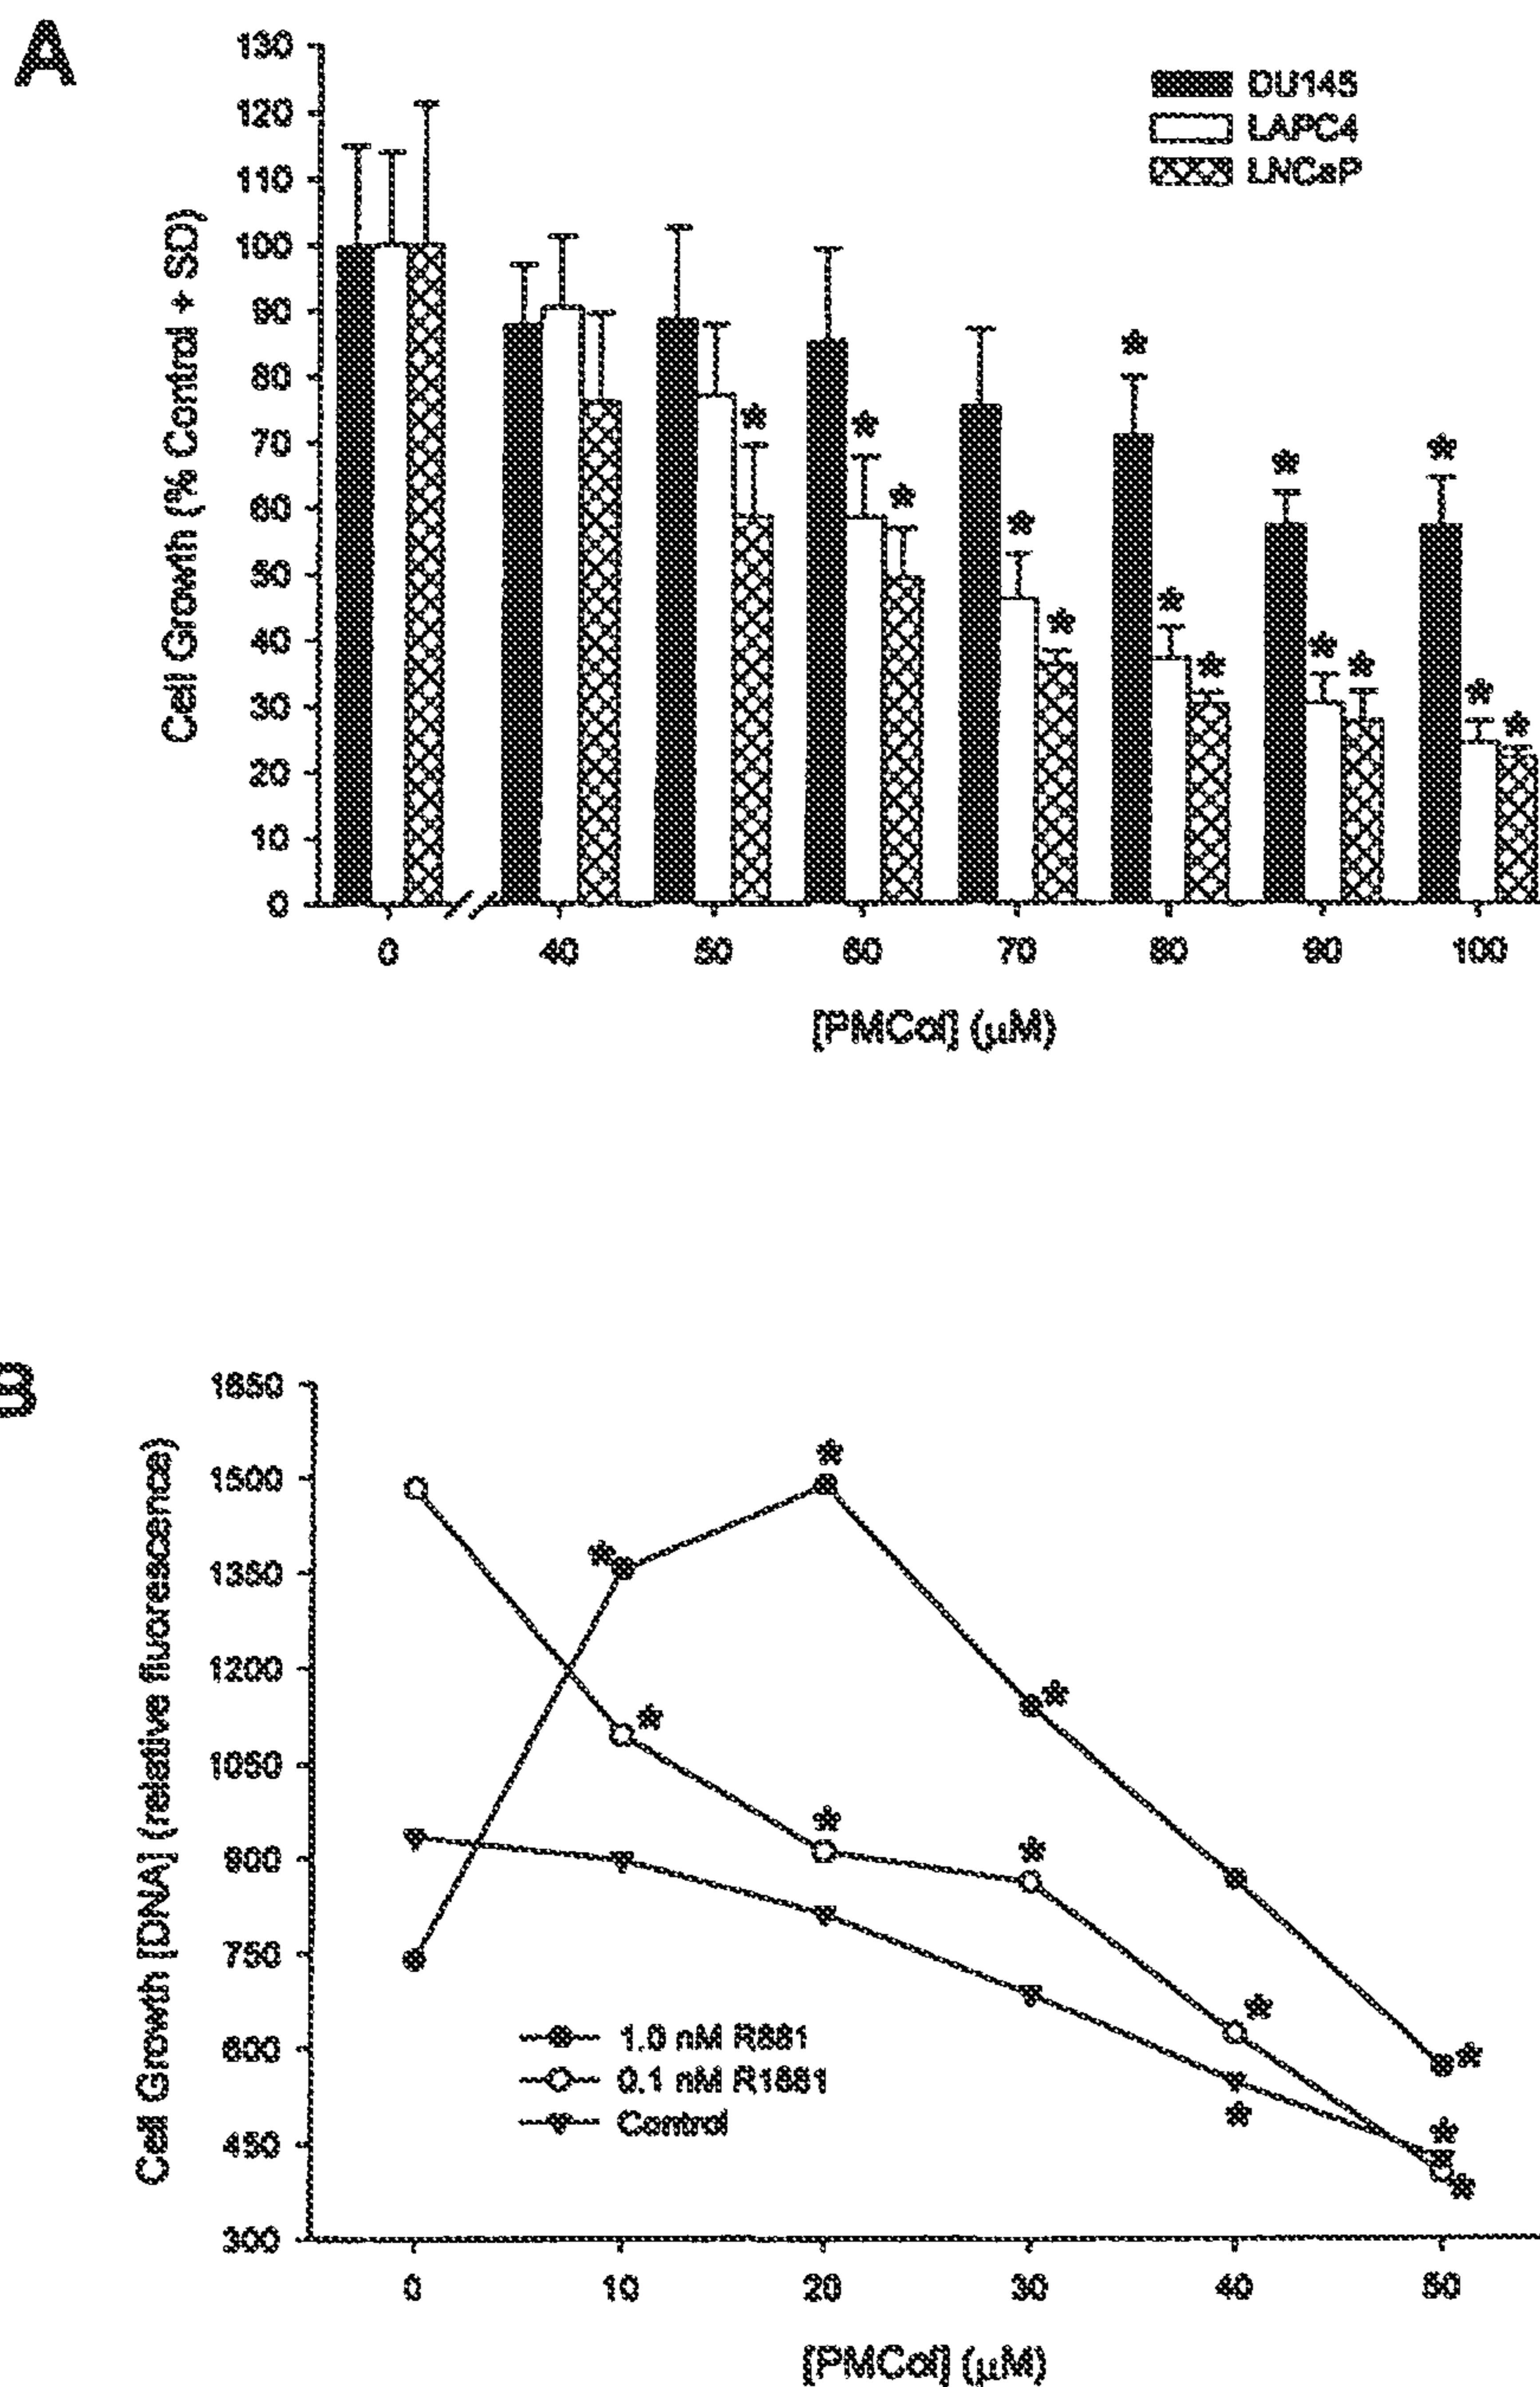 A
130
120
110
100
90
80
70
60
50
40
30
20
10
0
Cell Growth (% Control + SD)
DU145
LAPC4
LNCaP
0 40 50 60 70 80 90 100
[PMCol] (µM)
B
1650
1500
1350
1200
1050
900
750
600
450
300
Cell Growth [DNA] (relative fluorescence)
1.0 nM R881
0.1 nM R1881
Control
0 10 20 30 40 50
[PMCol] (µM)